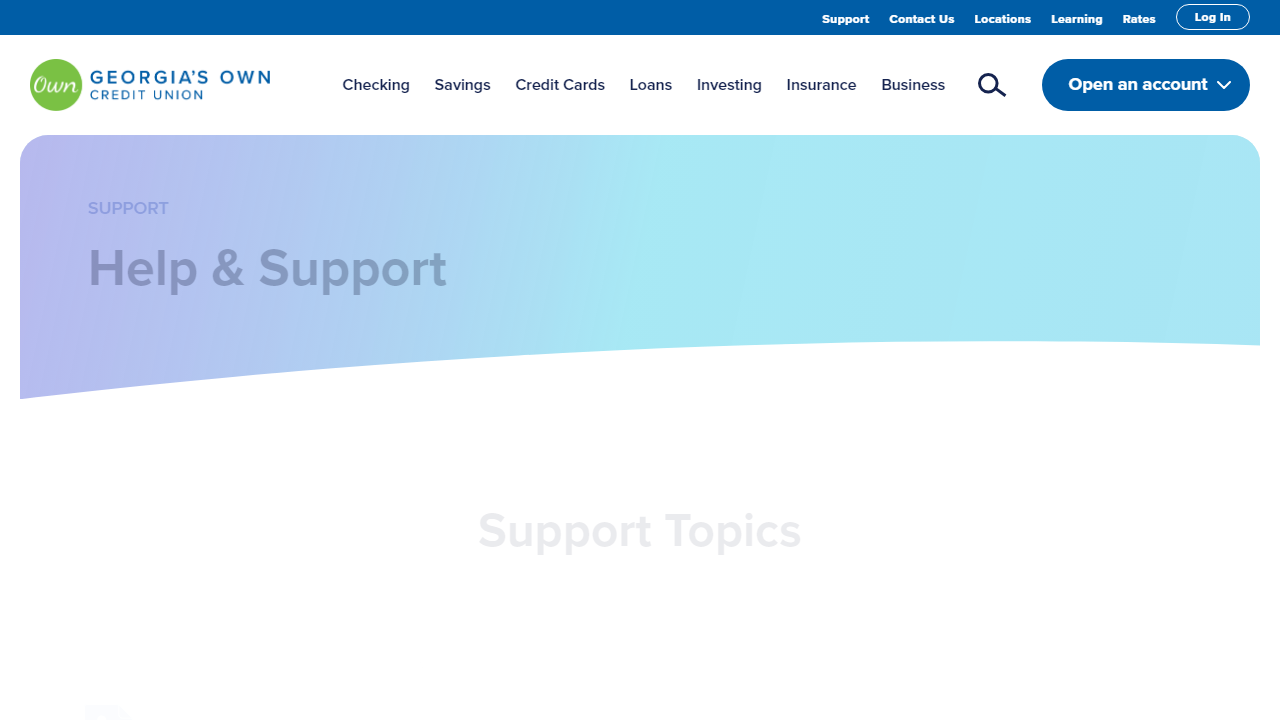 Support
Contact Us
Locations
Learning
Rates
Log In
Own
GEORGIA'S OWN
CREDIT UNION
Checking
Savings
Credit Cards
Loans
Investing
Insurance
Business
Open an account
SUPPORT
Help & Support
Support Topics